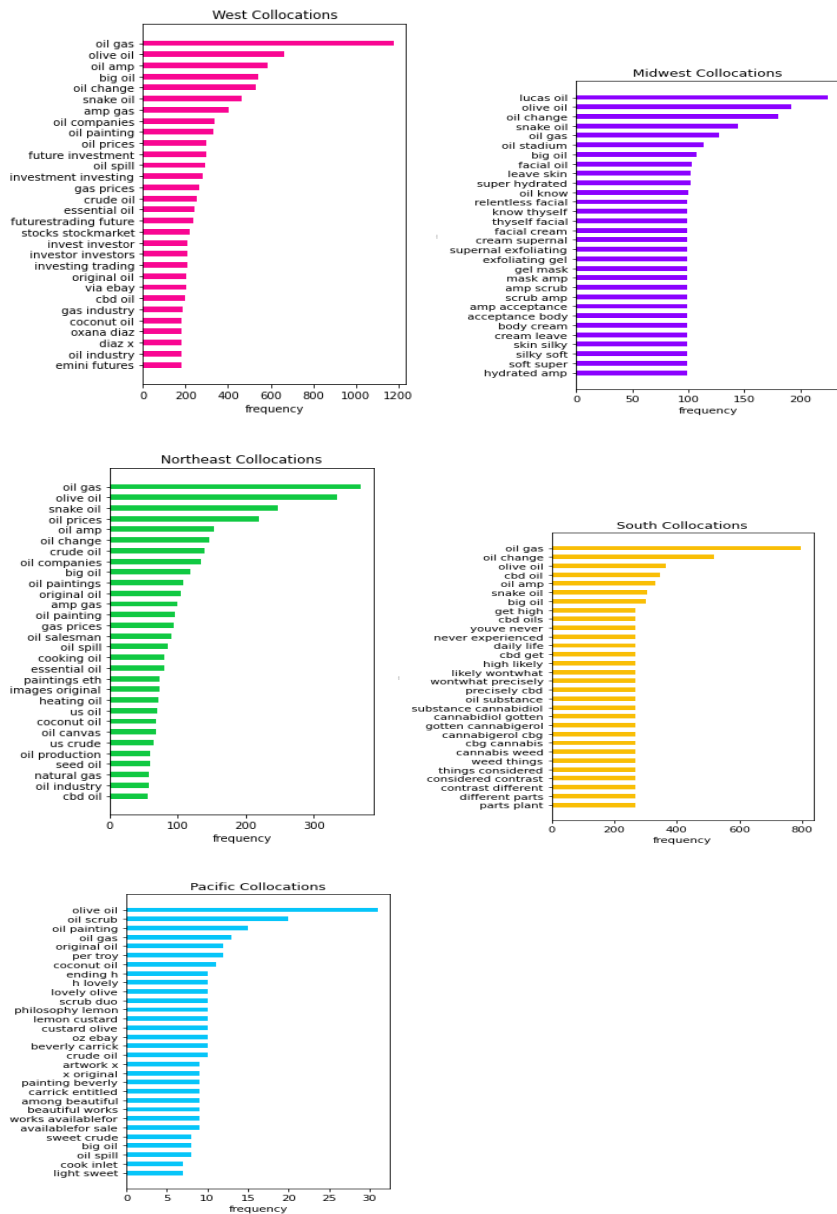 West Collocations
oil gas
olive oil
oil amp
big oil
oil change
snake oil
amp gas
oil companies
oil painting
oil prices
future investment
oil spill
investment investing
gas prices
crude oil
essential oil
futurestrading future
stocks stockmarket
invest investor
investor investors
investing trading
original oil
via ebay
cbd oil
gas industry
coconut oil
oxana diaz
diaz x
oil industry
emini futures
0 200 400 600 800 1000 1200
frequency
Midwest Collocations
lucas oil
olive oil
oil change
snake oil
oil gas
oil stadium
big oil
facial oil
leave skin
super hydrated
oil know
relentless facial
know thyself
thyself facial
facial cream
cream supernal
supernal exfoliating
exfoliating gel
gel mask
mask amp
amp scrub
scrub amp
amp acceptance
acceptance body
body cream
cream leave
skin silky
silky soft
soft super
hydrated amp
0 50 100 150 200
frequency
Northeast Collocations
oil gas
olive oil
snake oil
oil prices
oil amp
oil change
crude oil
oil companies
big oil
oil paintings
original oil
amp gas
oil painting
gas prices
oil salesman
oil spill
cooking oil
essential oil
paintings eth
images original
heating oil
us oil
coconut oil
oil canvas
us crude
oil production
seed oil
natural gas
oil industry
cbd oil
0 100 200 300
frequency
South Collocations
oil gas
oil change
olive oil
cbd oil
oil amp
snake oil
big oil
get high
cbd oils
youve never
never experienced
daily life
cbd get
high likely
likely wontwhat
wontwhat precisely
precisely cbd
oil substance
substance cannabidiol
cannabidiol gotten
gotten cannabigerol
cannabigerol cbg
cbg cannabis
cannabis weed
weed things
things considered
considered contrast
contrast different
different parts
parts plant
0 200 400 600 800
frequency
Pacific Collocations
olive oil
oil scrub
oil painting
oil gas
original oil
per troy
coconut oil
ending h
h lovely
lovely olive
scrub duo
philosophy lemon
lemon custard
custard olive
oz ebay
beverly carrick
crude oil
artwork x
x original
painting beverly
carrick entitled
among beautiful
beautiful works
works availablefor
availablefor sale
sweet crude
big oil
oil spill
cook inlet
light sweet
0 5 10 15 20 25 30
frequency